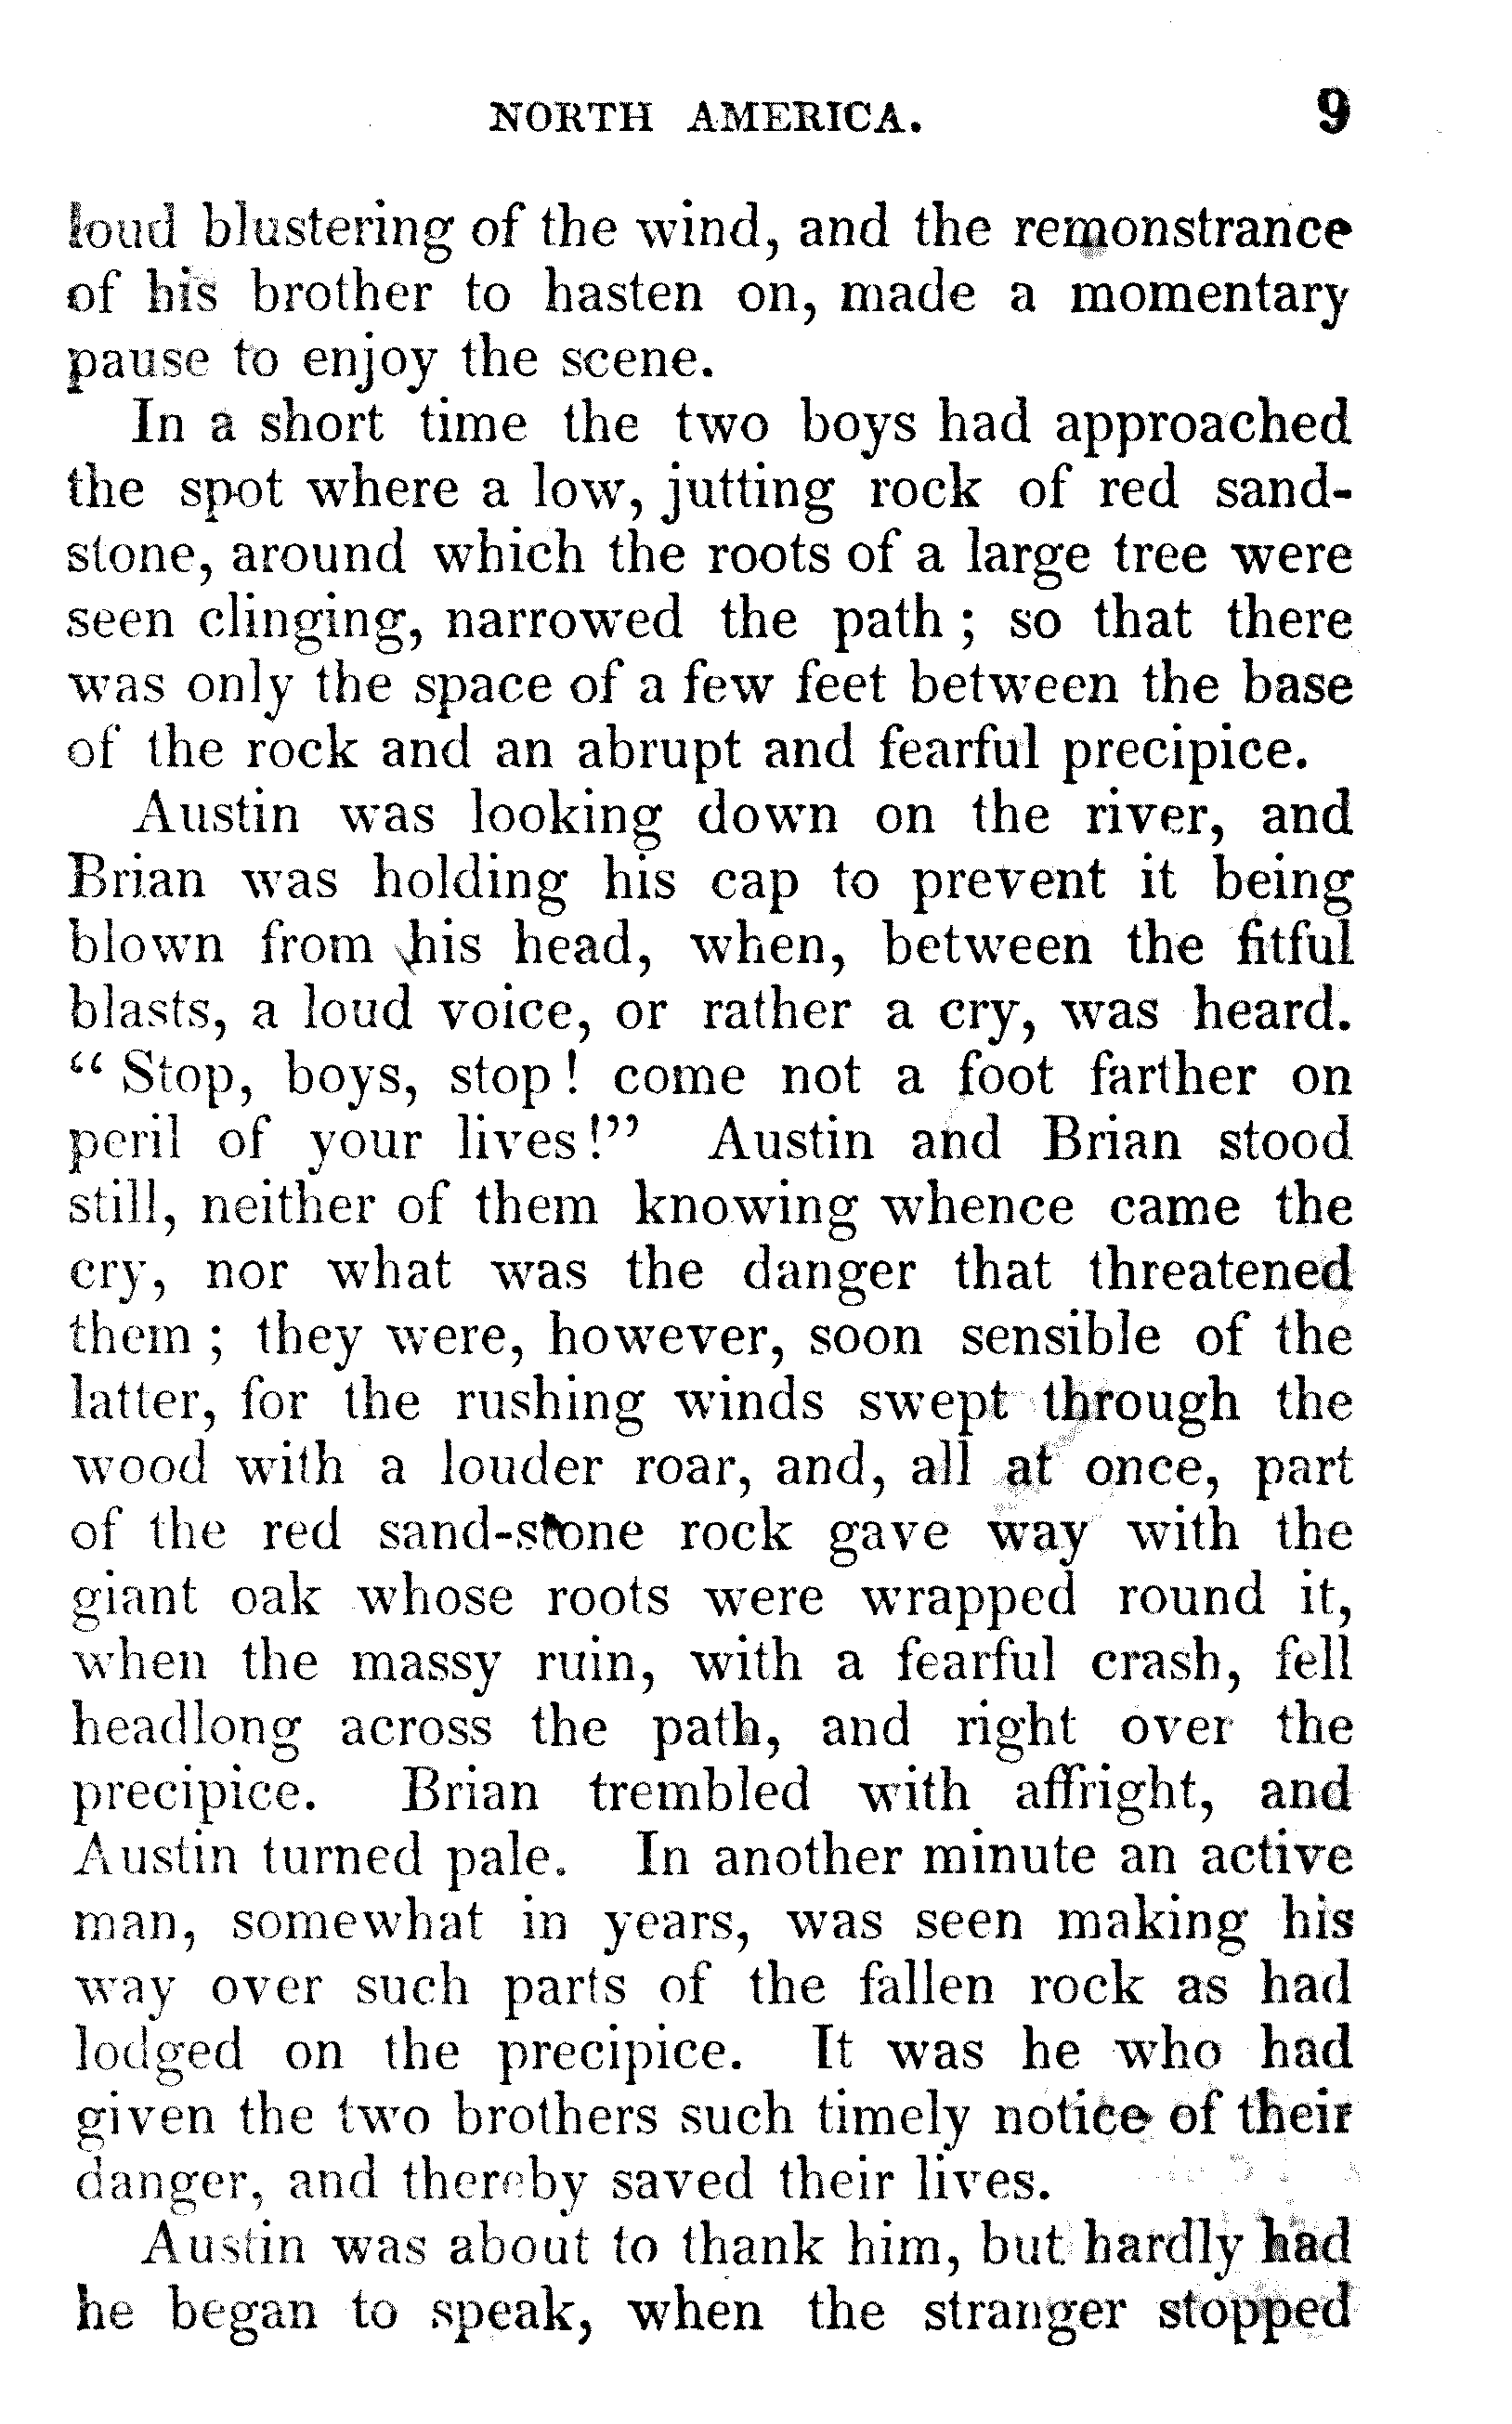 NORTH AMERICA. 9
loud blustering of the wind, and the remonstrance
of his brother to hasten on, made a momentary
pause to enjoy the scene.
In a short time the two boys had approached
the spot where a low, jutting rock of red sand-
stone, around which the roots of a large tree were
seen clinging, narrowed the path ; so that there
was only the space of a few feet between the base
of the rock and an abrupt and fearful precipice.
Austin was looking down on the river, and
Brian was holding his cap to prevent it being
blown from his head, when, between the fitful
blasts, a loud voice, or rather a cry, was heard.
“ Stop, boys, stop ! come not a foot farther on
peril of your lives !” Austin and Brian stood
still, neither of them knowing whence came the
cry, nor what was the danger that threatened
them ; they were, however, soon sensible of the
latter, for the rushing winds swept through the
wood with a louder roar, and, all at once, part
of the red sand-stone rock gave way with the
giant oak whose roots were wrapped round it,
when the massy ruin, with a fearful crash, fell
headlong across the path, and right over the
precipice. Brian trembled with affright, and
Austin turned pale. In another minute an active
man, somewhat in years, was seen making his
way over such parts of the fallen rock as had
lodged on the precipice. It was he who had
given the two brothers such timely notice of their
danger, and thereby saved their lives.
Austin was about to thank him, but hardly had
he began to speak, when the stranger stopped